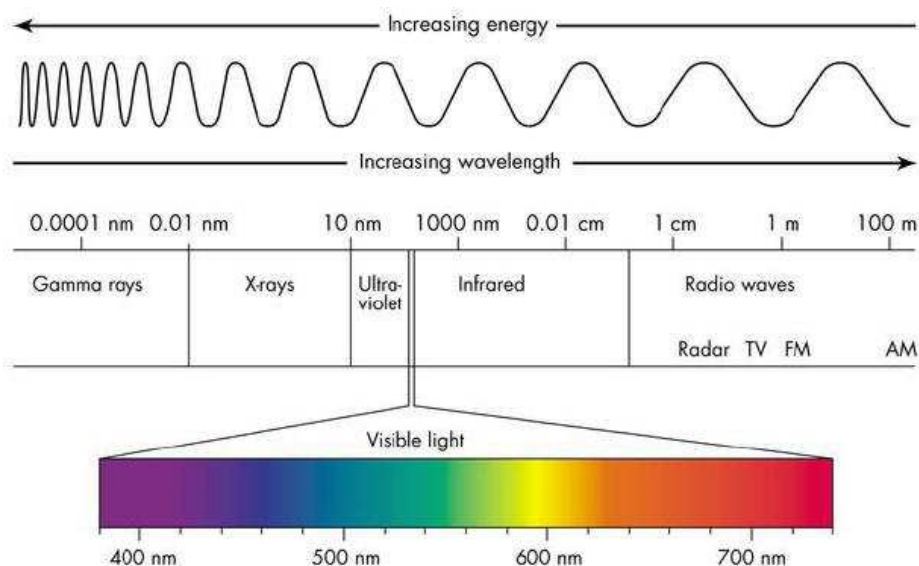 Increasing energy
Increasing wavelength
0.0001 nm 0.01 nm 10 nm 1000 nm 0.01 cm 1 cm 1 m 100 m
Gamma rays X-rays Ultra-
violet Infrared Radio waves
Radar TV FM AM
Visible light
400 nm 500 nm 600 nm 700 nm